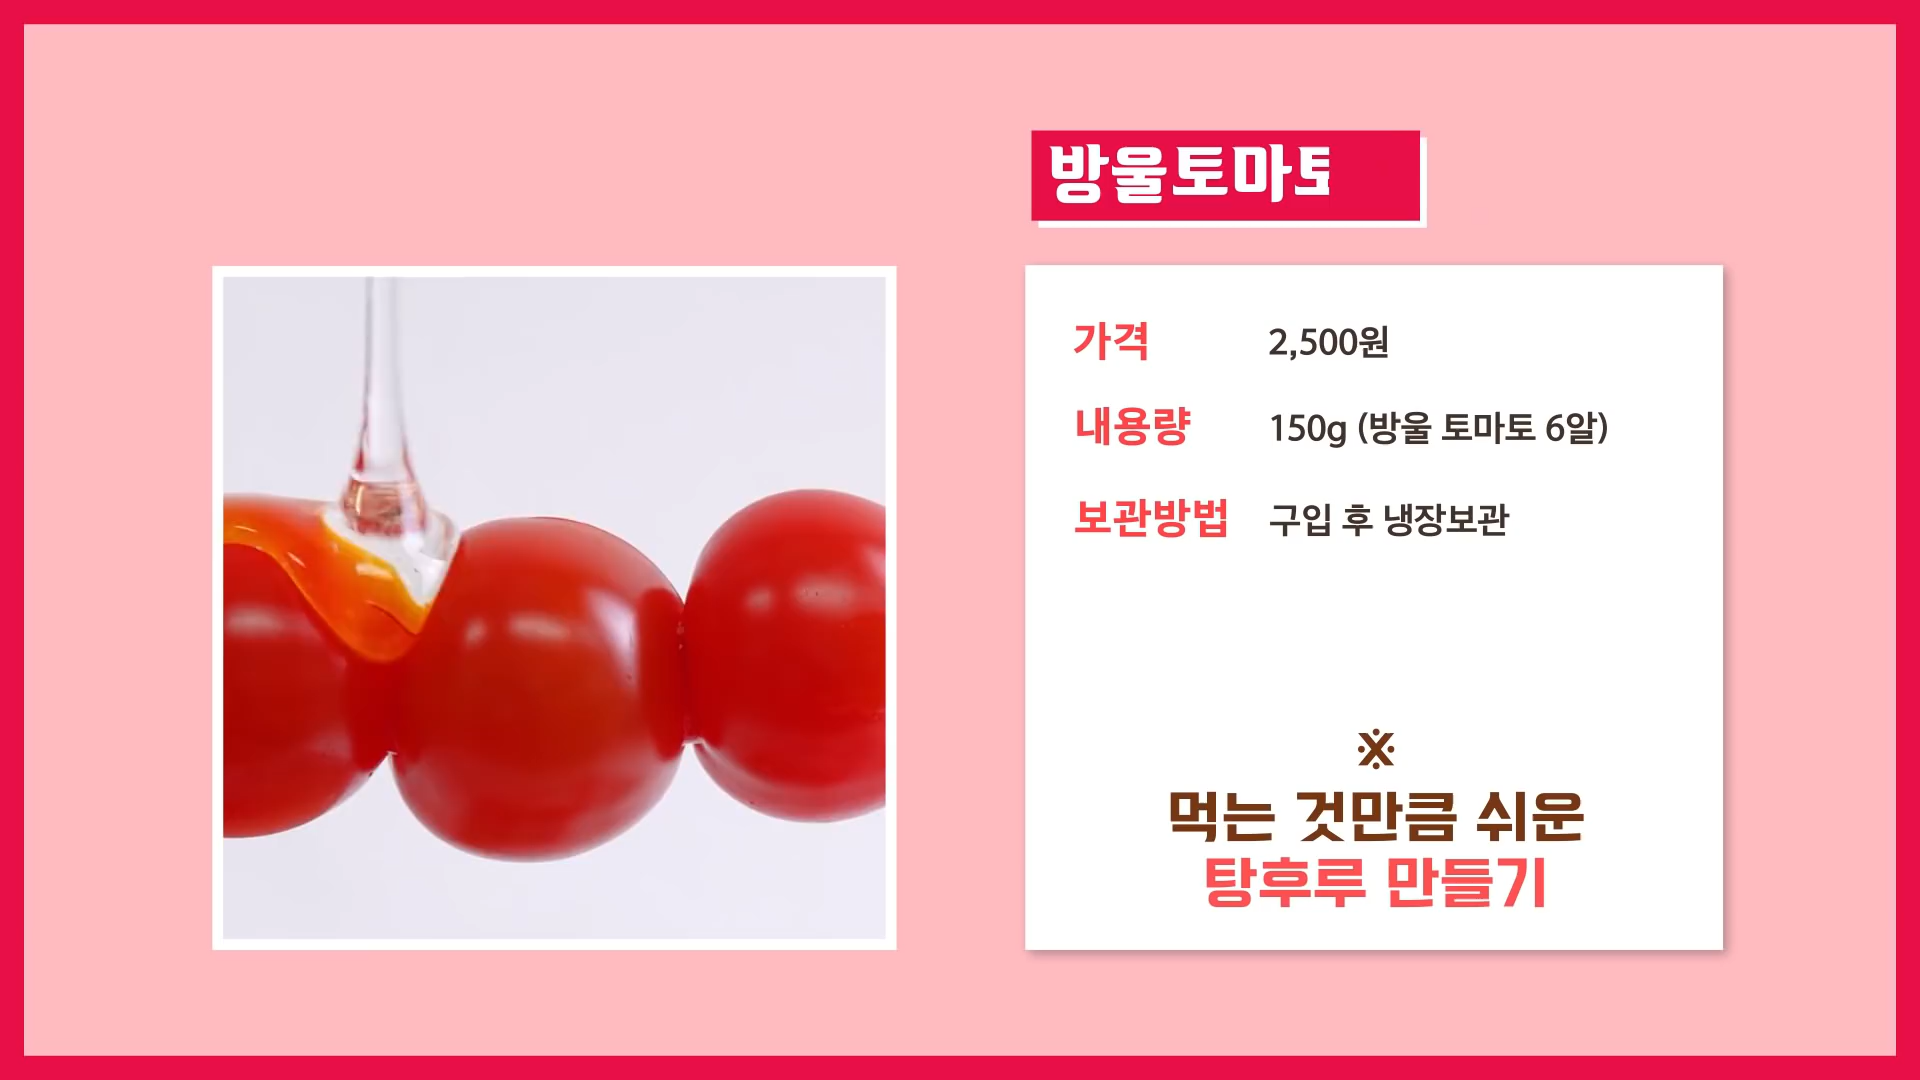 방울토마토
가격 2,500원
내용량 150g (방울 토마토 6알)
보관방법 구입 후 냉장보관
※
먹는 것만큼 쉬운
탕후루 만들기